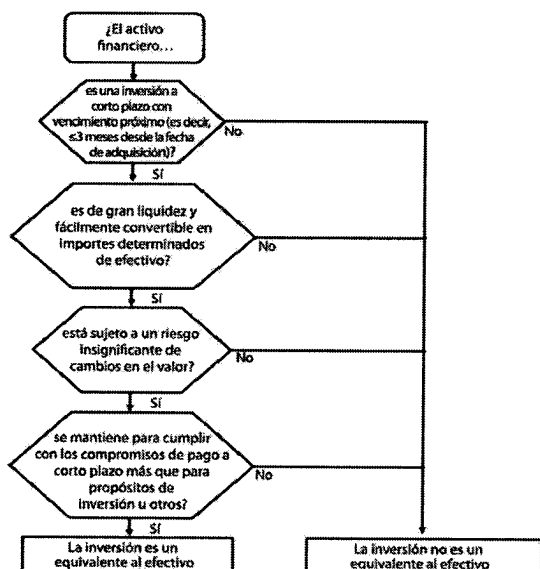 ¿El activo
financiero...
es una inversión a
corto plazo con
vencimiento próximo (es decir,
≤3 meses desde la fecha
de adquisición)?
No
Sí
es de gran liquidez y
fácilmente convertible en
importes determinados
de efectivo?
No
Sí
está sujeto a un riesgo
insignificante de
cambios en el valor?
No
Sí
se mantiene para cumplir
con los compromisos de pago a
corto plazo más que para
propósitos de
inversión u otros?
No
Sí
La inversión es un
equivalente al efectivo
La inversión no es un
equivalente al efectivo